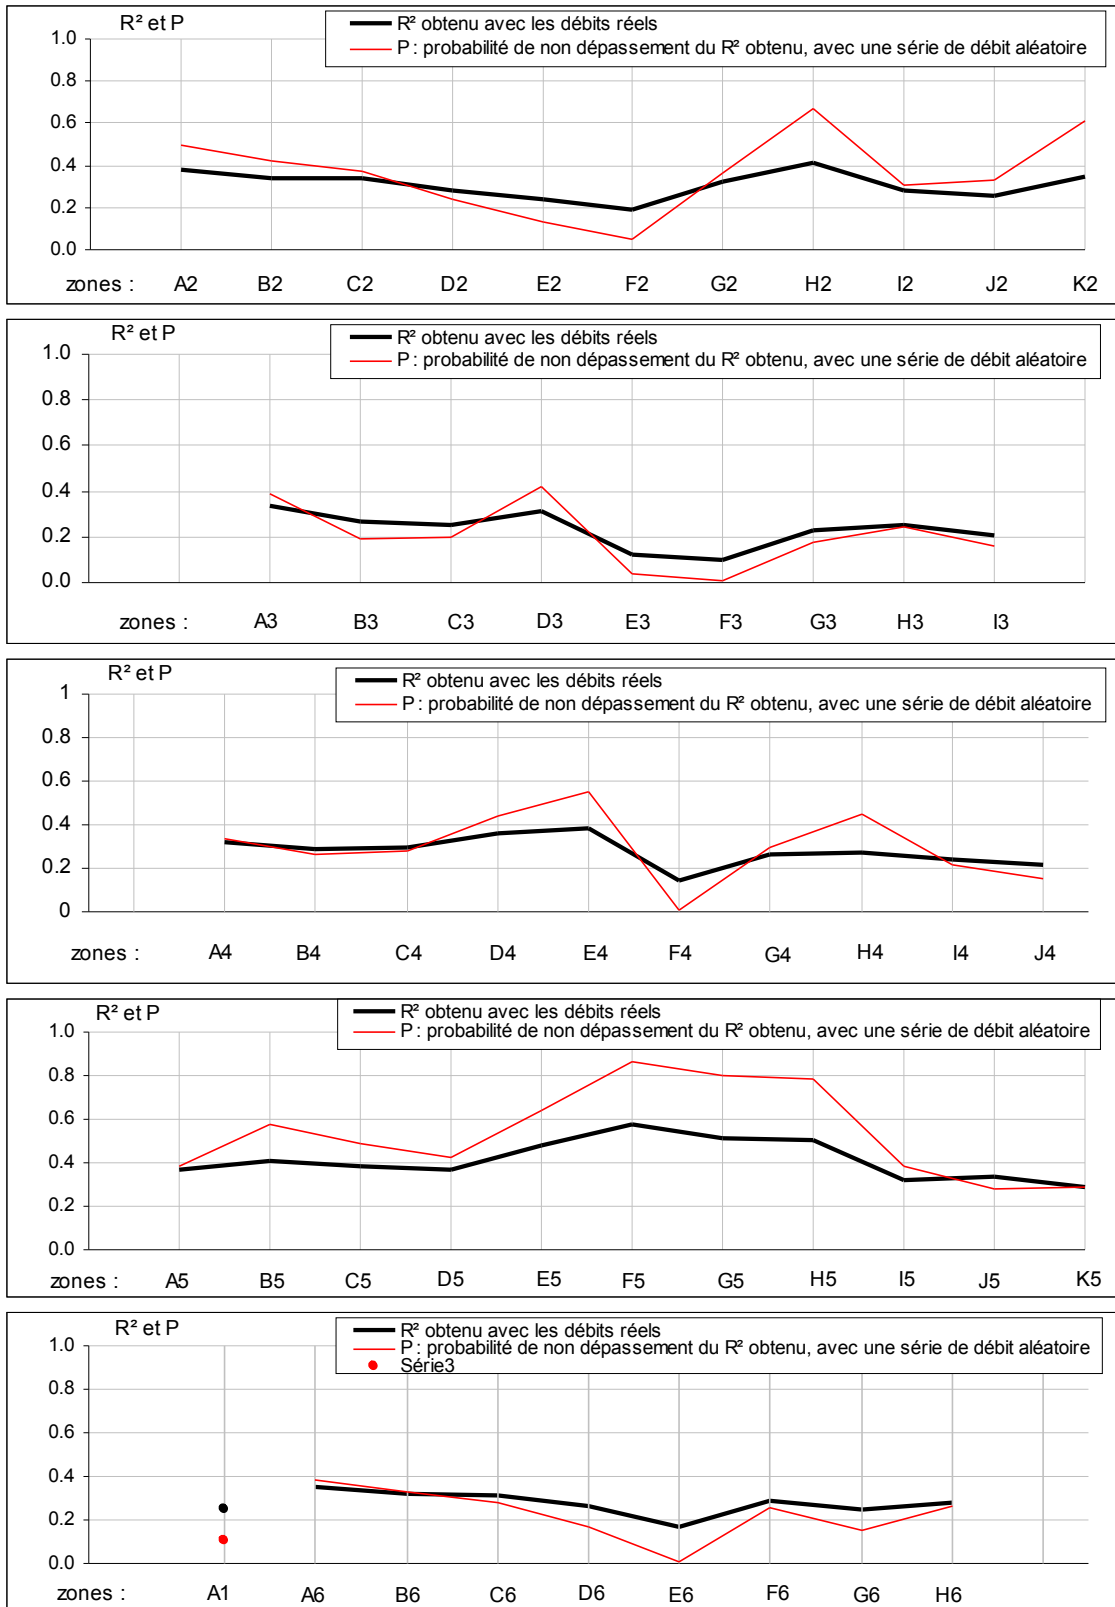 R² et P
R² obtenu avec les débits réels
P : probabilité de non dépassement du R² obtenu, avec une série de débit aléatoire
1.0
0.8
0.6
0.4
0.2
0.0
zones : A2 B2 C2 D2 E2 F2 G2 H2 I2 J2 K2
R² et P
R² obtenu avec les débits réels
P : probabilité de non dépassement du R² obtenu, avec une série de débit aléatoire
1.0
0.8
0.6
0.4
0.2
0.0
zones : A3 B3 C3 D3 E3 F3 G3 H3 I3
R² et P
R² obtenu avec les débits réels
P : probabilité de non dépassement du R² obtenu, avec une série de débit aléatoire
1
0.8
0.6
0.4
0.2
0
zones : A4 B4 C4 D4 E4 F4 G4 H4 I4 J4
R² et P
R² obtenu avec les débits réels
P : probabilité de non dépassement du R² obtenu, avec une série de débit aléatoire
1.0
0.8
0.6
0.4
0.2
0.0
zones : A5 B5 C5 D5 E5 F5 G5 H5 I5 J5 K5
R² et P
R² obtenu avec les débits réels
P : probabilité de non dépassement du R² obtenu, avec une série de débit aléatoire
Série3
1.0
0.8
0.6
0.4
0.2
0.0
zones : A1 A6 B6 C6 D6 E6 F6 G6 H6